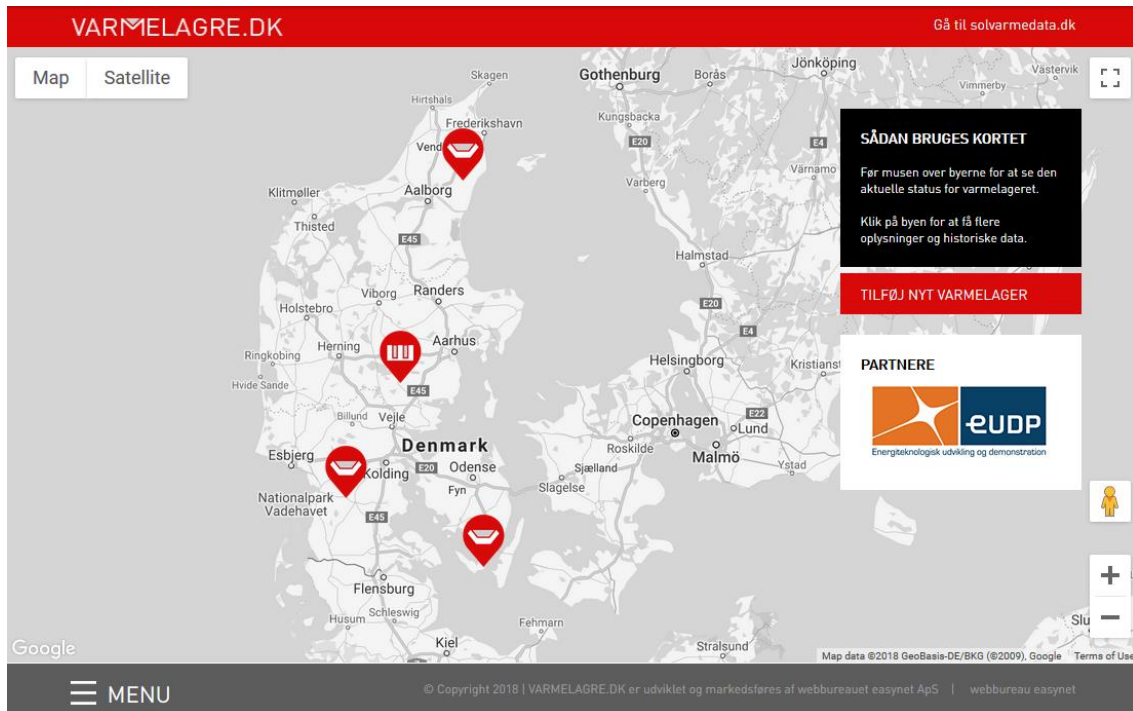 VARMELAGRE.DK
Gå til solvarmedata.dk
Map
Satellite
Skagen
Gothenburg
Borås
Jönköping
Västervik
Vimmerby
Hirtshals
Kungsbacka
Frederikshavn
E20
E4
Vend
Värnamo
Varberg
Klitmøller
Aalborg
Thisted
E45
Halmstad
SÅDAN BRUGES KORTET
Før musen over byerne for at se den
aktuelle status for varmelageret.
Klik på byen for at få flere
oplysninger og historiske data.
TILFØJ NYT VARMELAGER
Viborg
Randers
Holstebro
E20
E4
Herning
Aarhus
Ringkobing
Helsingborg
Kristianst
Hvide Sande
E45
PARTNERE
eUDP
Energiteknologisk udvikling og demonstration
Billund
Vejle
Copenhagen
E22
Lund
Denmark
Roskilde
Malmö
Esbjerg
Kolding
E20
Odense
Sjælland
Ystad
Fyn
Slagelse
Nationalpark
Vadehavet
E45
Flensburg
Husum
Schleswig
Fehmarn
Kiel
Stralsund
Slu
Google
Map data ©2018 GeoBasis-DE/BKG (©2009), Google
Terms of Use
MENU
© Copyright 2018 | VARMELAGRE.DK er udviklet og markedsføres af webbureauet easynet ApS | webbureau easynet